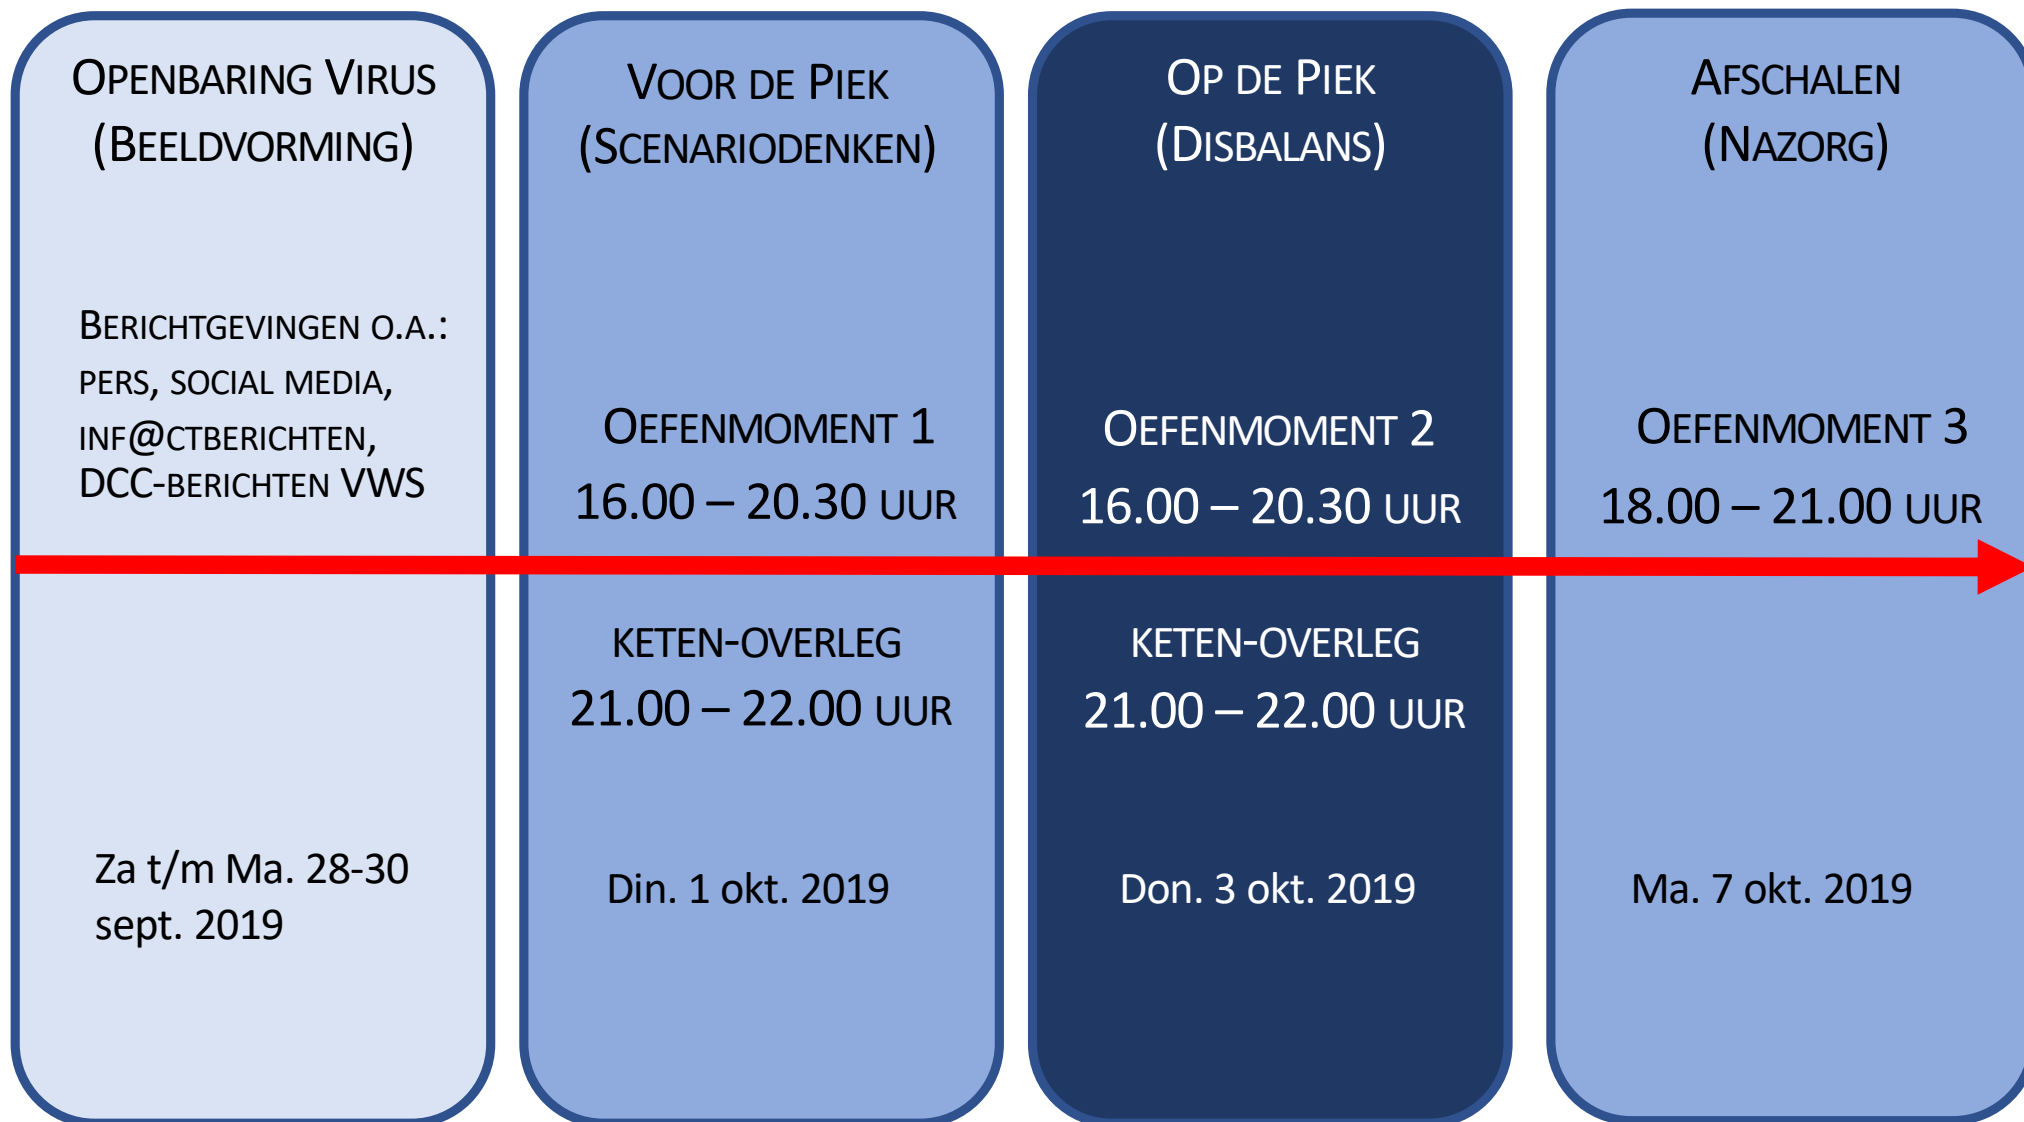 Openbaring Virus
(Beeldvorming)
Berichtgevingen o.a.:
pers, social media,
inf@ctberichten,
DCC-berichten VWS
Za t/m Ma. 28-30
sept. 2019
Voor de Piek
(Scenariodenken)
Oefenmoment 1
16.00 – 20.30 uur
keten-overleg
21.00 – 22.00 uur
Din. 1 okt. 2019
Op de Piek
(Disbalans)
Oefenmoment 2
16.00 – 20.30 uur
keten-overleg
21.00 – 22.00 uur
Don. 3 okt. 2019
Afschalen
(Nazorg)
Oefenmoment 3
18.00 – 21.00 uur
Ma. 7 okt. 2019